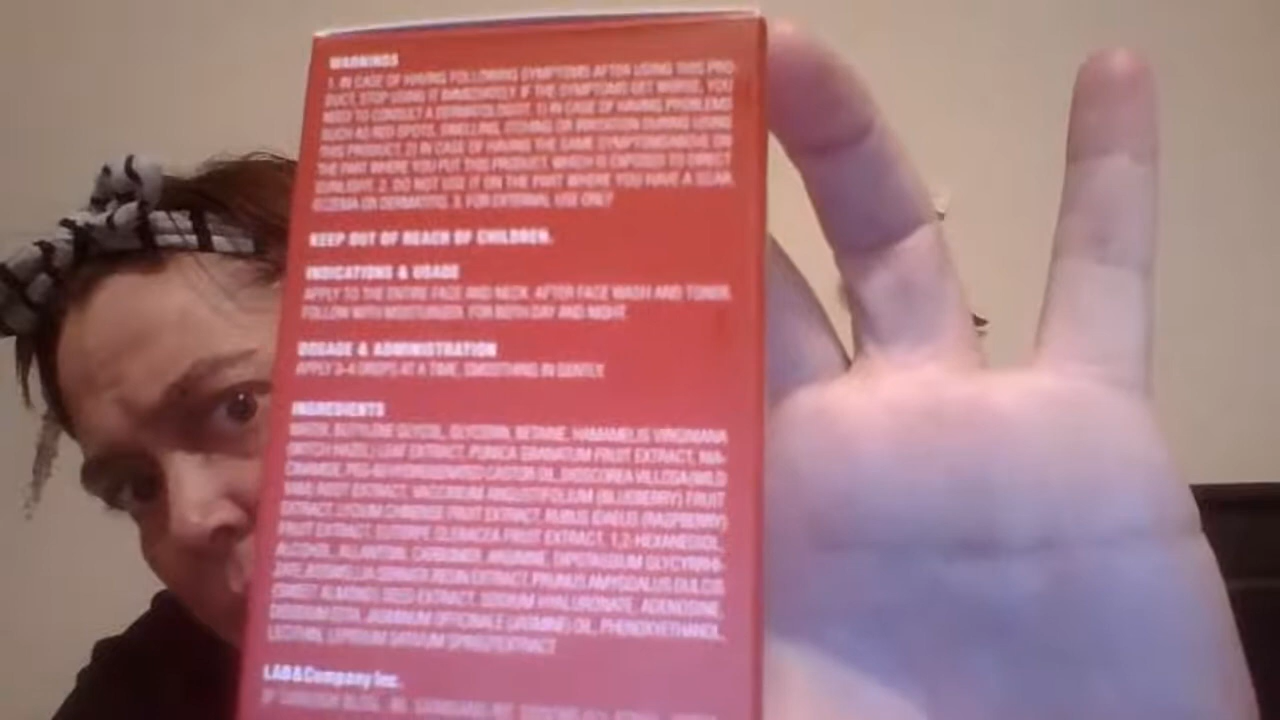 WARNINGS
1. IN CASE OF HAVING FOLLOWING SYMPTOMS AFTER USING THIS PRO-
DUCT, STOP USING IT IMMEDIATELY. IF THE SYMPTOMS GET WORSE, YOU
NEED TO CONSULT A DERMATOLOGIST. 1) IN CASE OF HAVING PROBLEMS
SUCH AS RED SPOTS, SWELLING, ITCHING OR IRRITATION DURING USING
THIS PRODUCT. 2) IN CASE OF HAVING THE SAME SYMPTOMS ON
THE PART WHERE YOU PUT THIS PRODUCT, WHICH IS EXPOSED TO DIRECT
SUNLIGHT. 2. DO NOT USE IT ON THE PART WHERE YOU HAVE A SCAR,
ECZEMA OR DERMATITIS. 3. FOR EXTERNAL USE ONLY
KEEP OUT OF REACH OF CHILDREN.
INDICATIONS & USAGE
APPLY TO THE ENTIRE FACE AND NECK. AFTER FACE WASH AND TONER.
FOLLOW WITH MOISTURIZER. FOR BOTH DAY AND NIGHT.
DOSAGE & ADMINISTRATION
APPLY 3-4 DROPS AT A TIME, SMOOTHING IN GENTLY.
INGREDIENTS
WATER, BUTYLENE GLYCOL, GLYCERIN, BETAINE, HAMAMELIS VIRGINIANA
(WITCH HAZEL) LEAF EXTRACT, PUNICA GRANATUM FRUIT EXTRACT, NIA-
CINAMIDE, PEG-60 HYDROGENATED CASTOR OIL, DIOSCOREA VILLOSA (WILD
YAM) ROOT EXTRACT, VACCINIUM ANGUSTIFOLIUM (BLUEBERRY) FRUIT
EXTRACT, LYCIUM CHINENSE FRUIT EXTRACT, RUBUS IDAEUS (RASPBERRY)
FRUIT EXTRACT, EUTERPE OLERACEA FRUIT EXTRACT, 1,2-HEXANEDIOL,
ALCOHOL, ALLANTOIN, CARBOMER, ARGININE, DIPOTASSIUM GLYCYRRHI-
EXTRACT, PRUNUS AMYGDALUS DULCIS
ALMOND) SEED EXTRACT, SODIUM HYALURONATE, ADENOSINE,
JASMINUM OFFICINALE (JASMINE) OIL, PHENOXYETHANOL,
LECITHIN, EXTRACT
LAB&Company Inc.